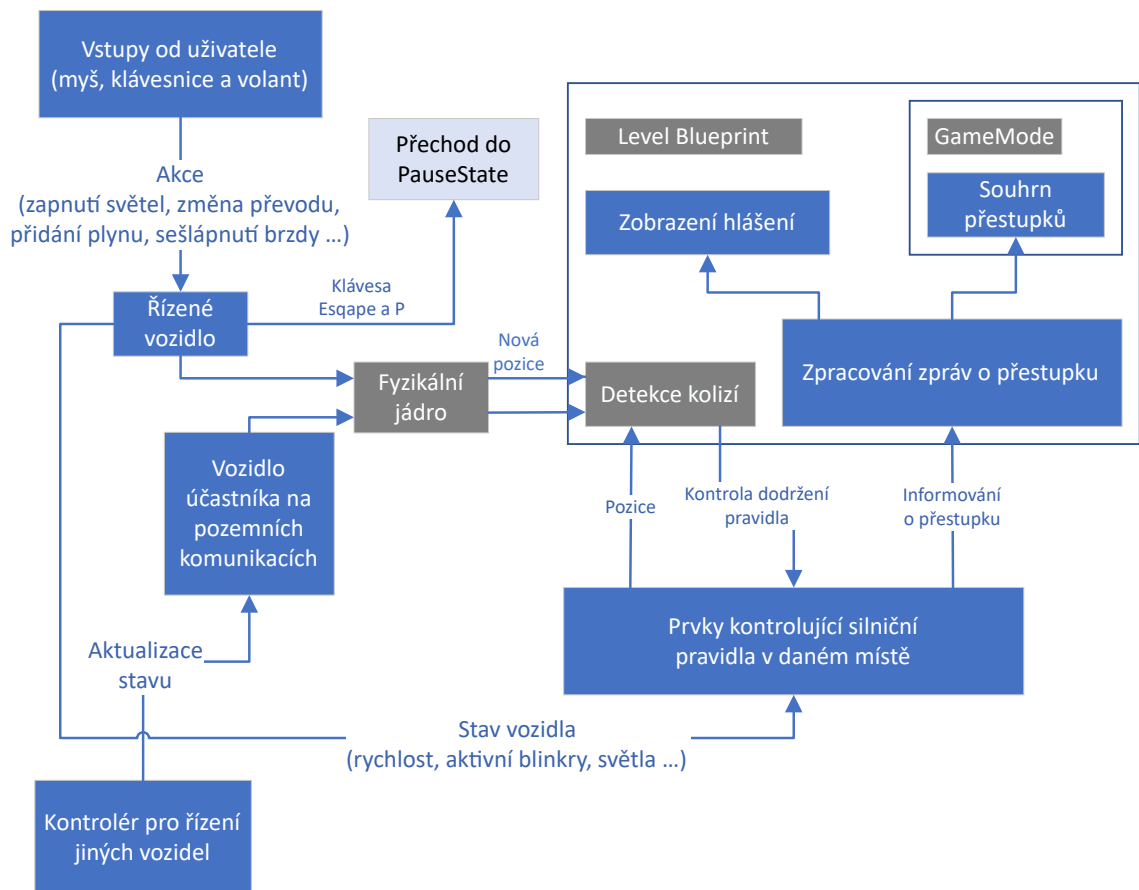 Vstupy od uživatele
(myš, klávesnice a volant)
Akce
(zapnutí světel, změna převodu,
přidání plynu, sešlápnutí brzdy ...)
Přechod do
PauseState
Level Blueprint
GameMode
Souhrn
přestupků
Zobrazení hlášení
Řízené
vozidlo
Klávesa
Esqape a P
Nová
pozice
Fyzikální
jádro
Detekce kolizí
Zpracování zpráv o přestupku
Vozidlo
účastníka na
pozemních
komunikacích
Pozice
Kontrola dodržení
pravidla
Informování
o přestupku
Prvky kontrolující silniční
pravidla v daném místě
Aktualizace
stavu
Stav vozidla
(rychlost, aktivní blinkry, světla ...)
Kontrolér pro řízení
jiných vozidel